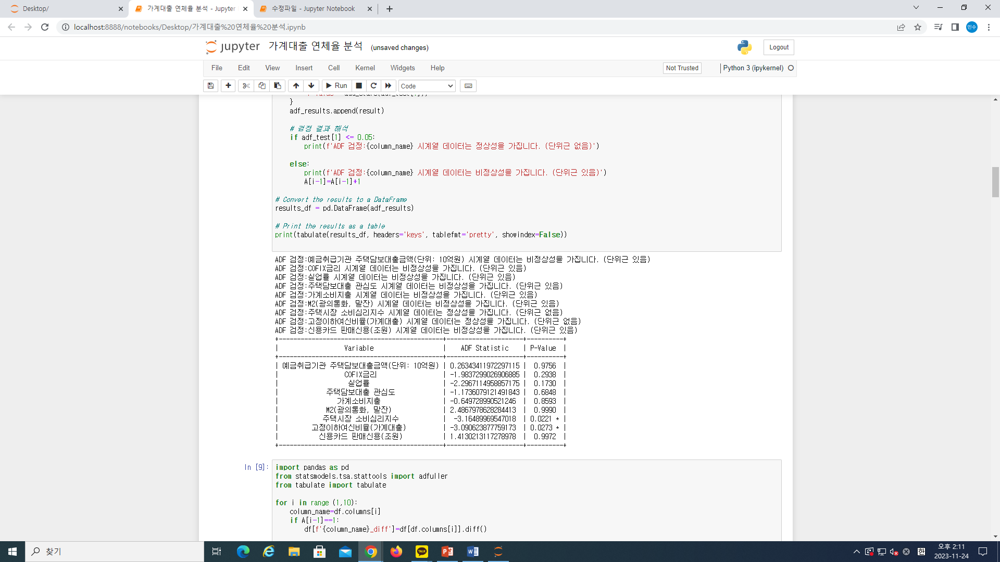 Desktop/
가계대출 연체율 분석 - Jupyter
수정파일 - Jupyter Notebook
localhost:8888/notebooks/Desktop/가계대출%20연체율%20분석.ipynb
민수
jupyter 가계대출 연체율 분석 (unsaved changes)
Logout
File Edit View Insert Cell Kernel Widgets Help
Not Trusted
Python 3 (ipykernel)
Run
Code
}
adf_results.append(result)
# 검정 결과 해석
if adf_test[1] <= 0.05:
print(f'ADF 검정:{column_name} 시계열 데이터는 정상성을 가집니다. (단위근 없음)')
else:
print(f'ADF 검정:{column_name} 시계열 데이터는 비정상성을 가집니다. (단위근 있음)')
A[i-1]=A[i-1]+1
# Convert the results to a DataFrame
results_df = pd.DataFrame(adf_results)
# Print the results as a table
print(tabulate(results_df, headers='keys', tablefmt='pretty', showindex=False))
ADF 검정:예금취급기관 주택담보대출금액(단위: 10억원) 시계열 데이터는 비정상성을 가집니다. (단위근 있음)
ADF 검정:COFIX금리 시계열 데이터는 비정상성을 가집니다. (단위근 있음)
ADF 검정:실업률 시계열 데이터는 비정상성을 가집니다. (단위근 있음)
ADF 검정:주택담보대출 관심도 시계열 데이터는 비정상성을 가집니다. (단위근 있음)
ADF 검정:가계소비지출 시계열 데이터는 비정상성을 가집니다. (단위근 있음)
ADF 검정:M2(광의통화, 말잔) 시계열 데이터는 비정상성을 가집니다. (단위근 있음)
ADF 검정:주택시장 소비심리지수 시계열 데이터는 정상성을 가집니다. (단위근 없음)
ADF 검정:고정이하여신비율(가계대출) 시계열 데이터는 정상성을 가집니다. (단위근 없음)
ADF 검정:신용카드 판매신용(조원) 시계열 데이터는 비정상성을 가집니다. (단위근 있음)
| Variable | ADF Statistic | P-Value |
| 예금취급기관 주택담보대출금액(단위: 10억원) | 0.26343411972297115 | 0.9756 |
| COFIX금리 | -1.9837299026906885 | 0.2938 |
| 실업률 | -2.2967114958857175 | 0.1730 |
| 주택담보대출 관심도 | -1.1736079121491843 | 0.6848 |
| 가계소비지출 | -0.649728990521246 | 0.8593 |
| M2(광의통화, 말잔) | 2.4867978628284413 | 0.9990 |
| 주택시장 소비심리지수 | -3.16489969547018 | 0.0221 * |
| 고정이하여신비율(가계대출) | -3.090623877759173 | 0.0273 * |
| 신용카드 판매신용(조원) | 1.4130213117278978 | 0.9972 |
In [9]:
import pandas as pd
from statsmodels.tsa.stattools import adfuller
from tabulate import tabulate
for i in range (1,10):
column_name=df.columns[i]
if A[i-1]==1:
df[f'{column_name}_diff']=df[df.columns[i]].diff()
찾기
TALK
한
오후 2:11
2023-11-24